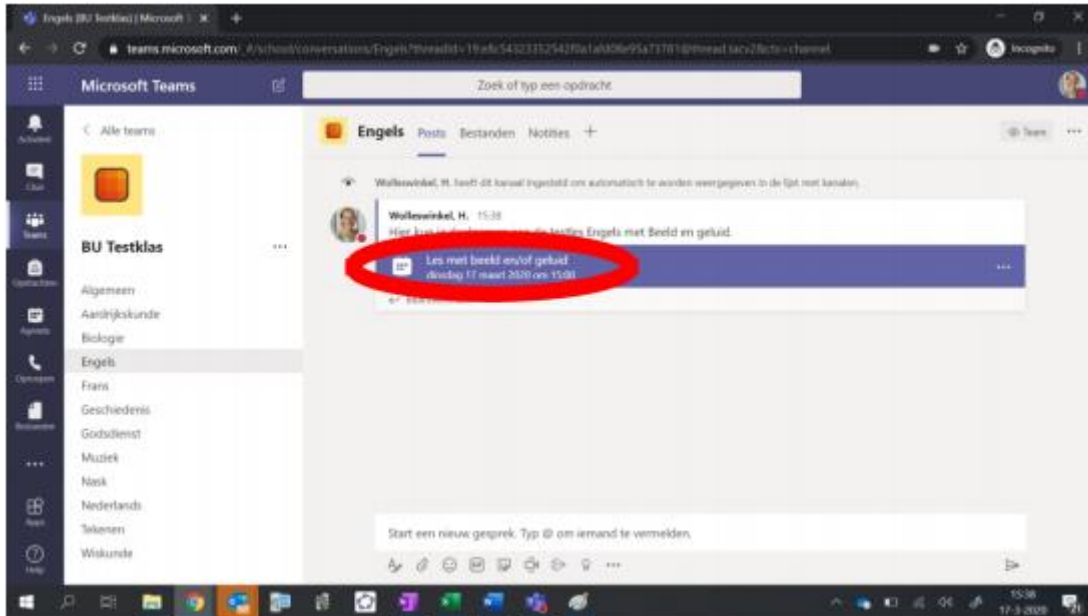 Engels (BU Testklas) | Microsoft
teams.microsoft.com
Incognito
Microsoft Teams
Zoek of typ een opdracht
Activiteit
Chat
Teams
Opdrachten
Agenda
Oproepen
Bestanden
Apps
Help
Alle teams
BU Testklas
Algemeen
Aardrijkskunde
Biologie
Engels
Frans
Geschiedenis
Godsdienst
Muziek
Nask
Nederlands
Tekenen
Wiskunde
Engels Posts Bestanden Notities +
Team
Wolleswinkel, H. heeft dit kanaal ingesteld om automatisch te worden weergegeven in de lijst met kanalen.
Wolleswinkel, H. 15:38
Hier kun je deelnemen aan de testles Engels met Beeld en geluid.
Les met beeld en/of geluid
dinsdag 17 maart 2020 om 15:00
Start een nieuw gesprek. Typ @ om iemand te vermelden.
15:38
17-3-2020